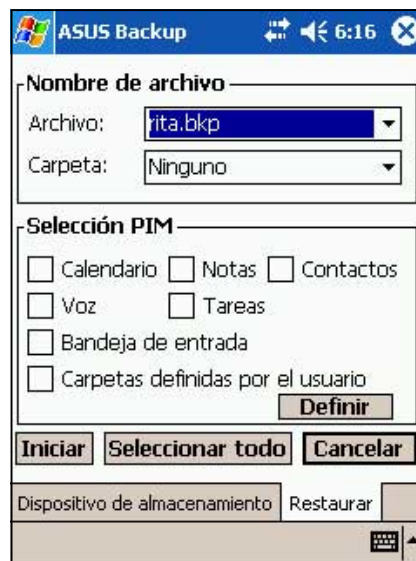 ASUS Backup 6:16
Nombre de archivo
Archivo: rita.bkp
Carpeta: Ninguno
Selección PIM
Calendario Notas Contactos
Voz Tareas
Bandeja de entrada
Carpetas definidas por el usuario
Definir
Iniciar Seleccionar todo Cancelar
Dispositivo de almacenamiento Restaurar